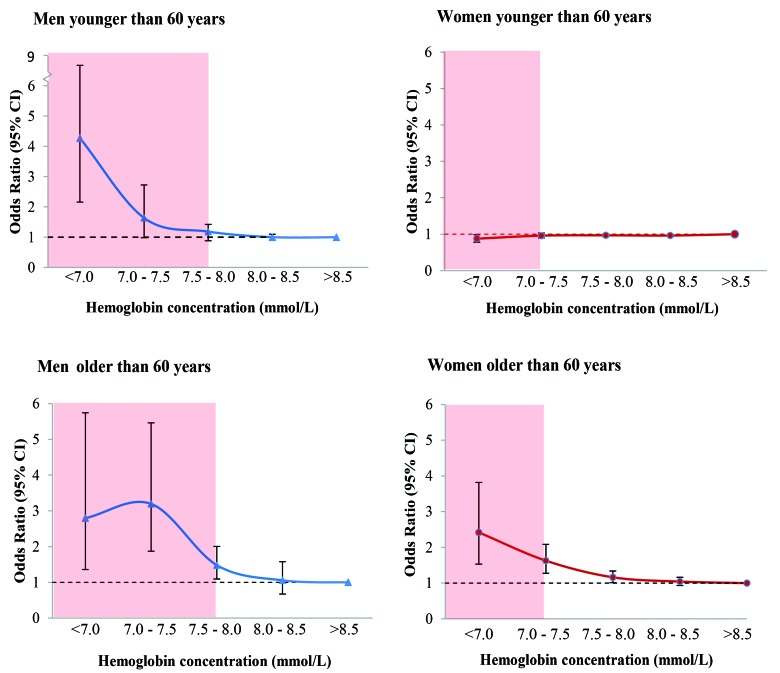 Men younger than 60 years
Odds Ratio (95% CI)
9
6
5
4
3
2
1
0
<7.0 7.0 - 7.5 7.5 - 8.0 8.0 - 8.5 >8.5
Hemoglobin concentration (mmol/L)
Women younger than 60 years
Odds Ratio (95% CI)
6
5
4
3
2
1
0
<7.0 7.0 - 7.5 7.5 - 8.0 8.0 - 8.5 >8.5
Hemoglobin concentration (mmol/L)
Men older than 60 years
Odds Ratio (95% CI)
6
5
4
3
2
1
0
<7.0 7.0 - 7.5 7.5 - 8.0 8.0 - 8.5 >8.5
Hemoglobin concentration (mmol/L)
Women older than 60 years
Odds Ratio (95% CI)
6
5
4
3
2
1
0
<7.0 7.0 - 7.5 7.5 - 8.0 8.0 - 8.5 >8.5
Hemoglobin concentration (mmol/L)